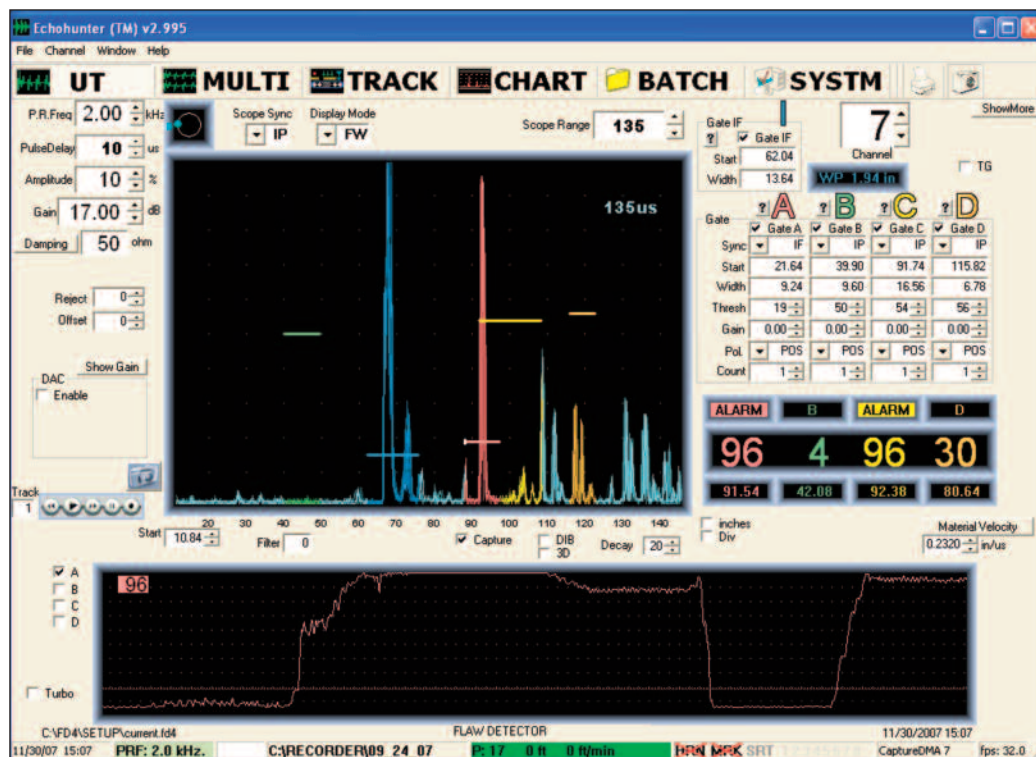 Echohunter (TM) v2.995
File Channel Window Help
UT MULTI TRACK CHART BATCH SYSTM
P.R.Freq 2.00 kHz
PulseDelay 10 us
Amplitude 10 %
Gain 17.00 dB
Damping 50 ohm
Reject 0
Offset 0
Show Gain
DAC
Enable
Track
1
Scope Sync
IP
Display Mode
FW
Scope Range 135
135us
20 30 40 50 60 70 80 90 100 110 120 130 140
Start 10.84
Filter 0
Capture
DIB
3D
Decay 20
Gate IF
? Gate IF
Start 62.04
Width 13.64
7
Channel
WP 1.94 in
ShowMore
TG
? A ? B ? C ? D
Gate
Gate A Gate B Gate C Gate D
Sync IF IP IP IP
Start 21.64 39.90 91.74 115.82
Width 9.24 9.60 16.56 6.78
Thresh 19 50 54 56
Gain 0.00 0.00 0.00 0.00
Pol. POS POS POS POS
Count 1 1 1 1
ALARM B ALARM D
96 4 96 30
91.54 42.08 92.38 80.64
inches
Div
Material Velocity
0.2320 in/us
A
B
C
D
96
Turbo
C:\FD4\SETUP\current.fd4
FLAW DETECTOR
11/30/2007 15:07
11/30/07 15:07 PRF: 2.0 kHz. C:\RECORDER\09_24_07 P: 17 0 ft 0 ft/min HRN MRK SRT CaptureDMA 7 fps: 32.0